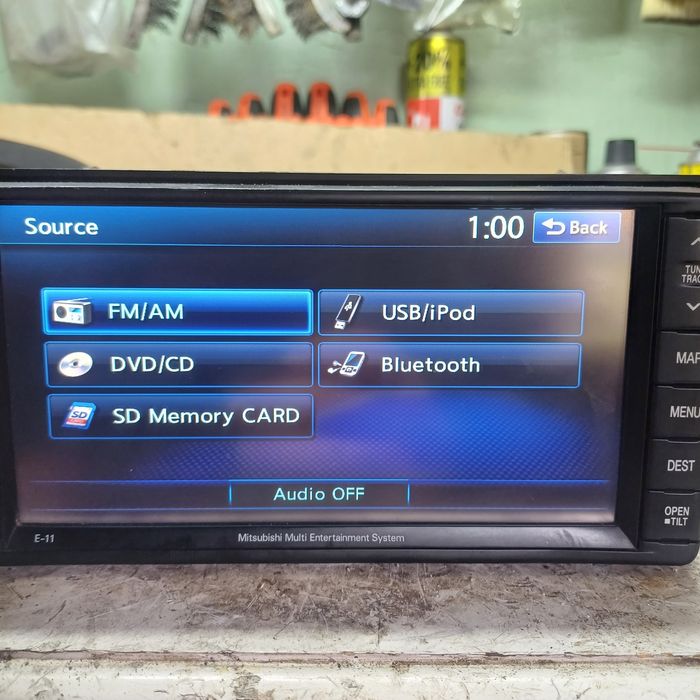 Source
1:00
Back
FM/AM
USB/iPod
DVD/CD
Bluetooth
SD
SD Memory CARD
Audio OFF
MENU
DEST
OPEN
■TILT
E-11
Mitsubishi Multi Entertainment System